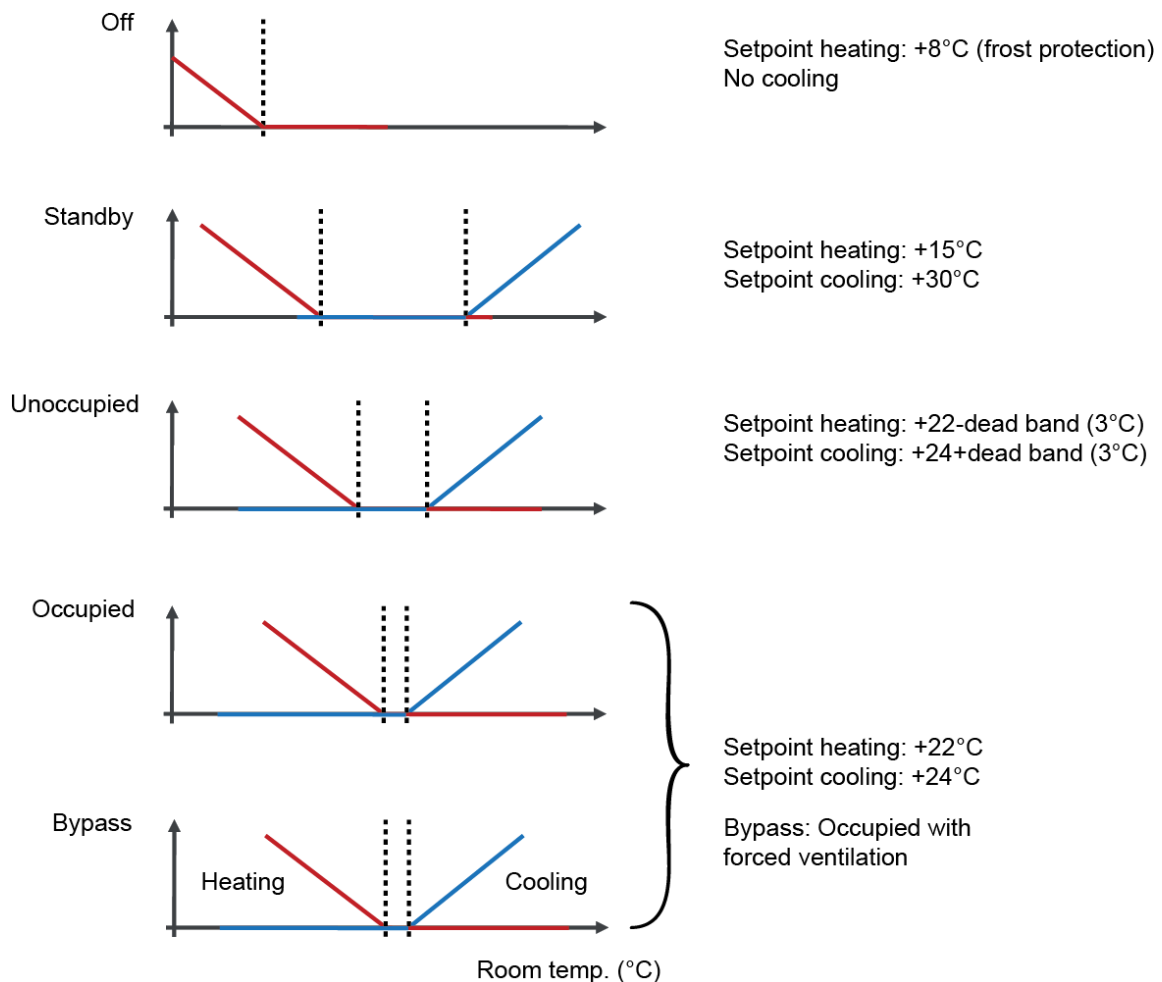 Off
Setpoint heating: +8°C (frost protection)
No cooling
Standby
Setpoint heating: +15°C
Setpoint cooling: +30°C
Unoccupied
Setpoint heating: +22-dead band (3°C)
Setpoint cooling: +24+dead band (3°C)
Occupied
Setpoint heating: +22°C
Setpoint cooling: +24°C
Bypass
Bypass: Occupied with
forced ventilation
Heating
Cooling
Room temp. (°C)